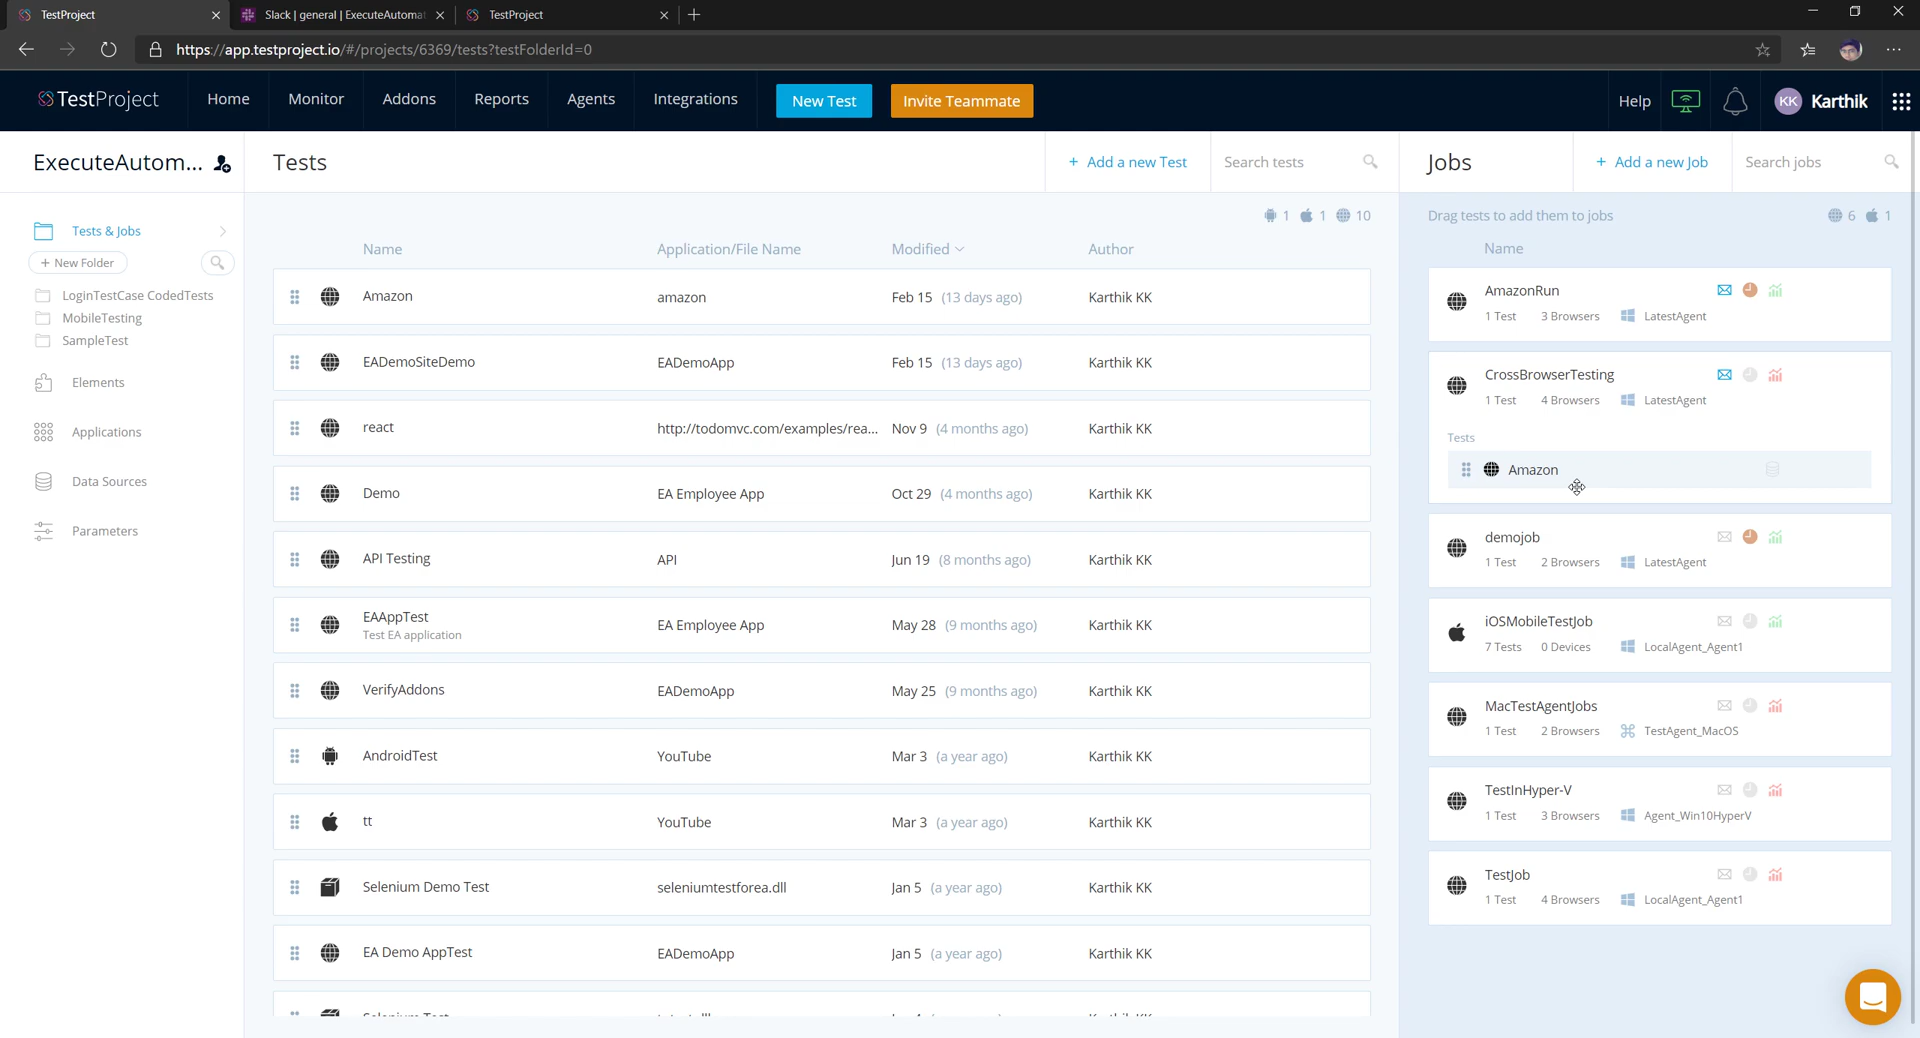 TestProject
Slack | general | ExecuteAutomat
TestProject
https://app.testproject.io/#/projects/6369/tests?testFolderId=0
TestProject
Home
Monitor
Addons
Reports
Agents
Integrations
New Test
Invite Teammate
Help
KK
Karthik
ExecuteAutom...
Tests
+ Add a new Test
Search tests
Jobs
+ Add a new Job
Search jobs
Tests & Jobs
+ New Folder
LoginTestCase CodedTests
MobileTesting
SampleTest
Elements
Applications
Data Sources
Parameters
1 1 10
Name Application/File Name Modified Author
Amazon amazon Feb 15 (13 days ago) Karthik KK
EADemoSiteDemo EADemoApp Feb 15 (13 days ago) Karthik KK
react http://todomvc.com/examples/rea... Nov 9 (4 months ago) Karthik KK
Demo EA Employee App Oct 29 (4 months ago) Karthik KK
API Testing API Jun 19 (8 months ago) Karthik KK
EAAppTest EA Employee App May 28 (9 months ago) Karthik KK
Test EA application
VerifyAddons EADemoApp May 25 (9 months ago) Karthik KK
AndroidTest YouTube Mar 3 (a year ago) Karthik KK
tt YouTube Mar 3 (a year ago) Karthik KK
Selenium Demo Test seleniumtestforea.dll Jan 5 (a year ago) Karthik KK
EA Demo AppTest EADemoApp Jan 5 (a year ago) Karthik KK
Drag tests to add them to jobs 6 1
Name
AmazonRun
1 Test 3 Browsers LatestAgent
CrossBrowserTesting
1 Test 4 Browsers LatestAgent
Tests
Amazon
demojob
1 Test 2 Browsers LatestAgent
iOSMobileTestJob
7 Tests 0 Devices LocalAgent_Agent1
MacTestAgentJobs
1 Test 2 Browsers TestAgent_MacOS
TestInHyper-V
1 Test 3 Browsers Agent_Win10HyperV
TestJob
1 Test 4 Browsers LocalAgent_Agent1